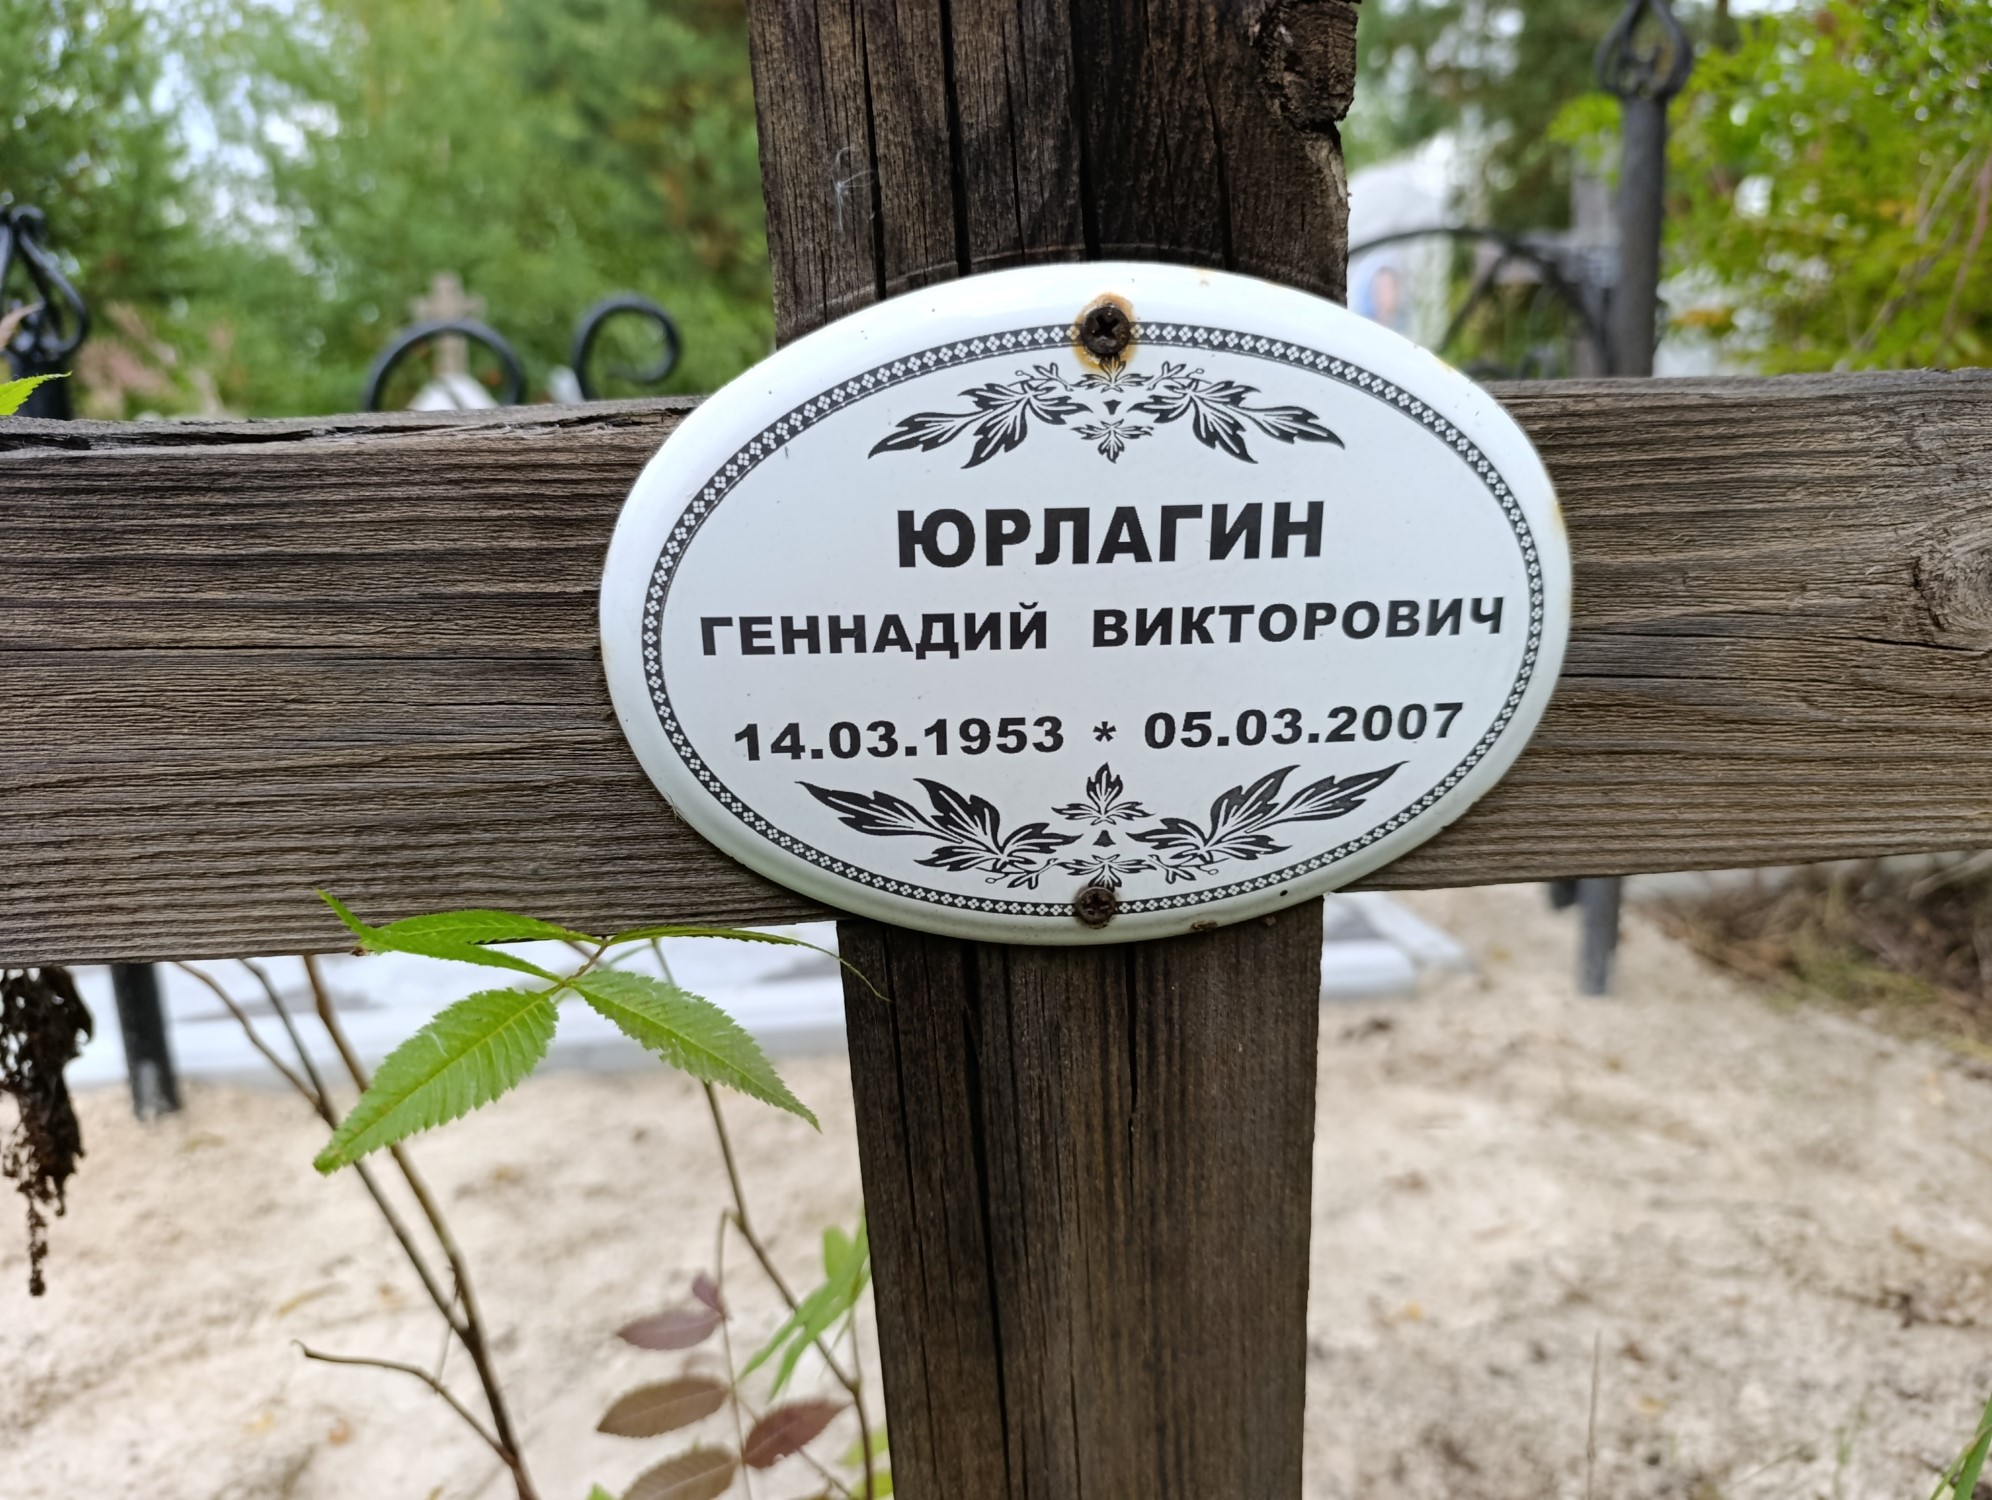 ЮРЛАГИН
ГЕННАДИЙ ВИКТОРОВИЧ
14.03.1953 * 05.03.2007